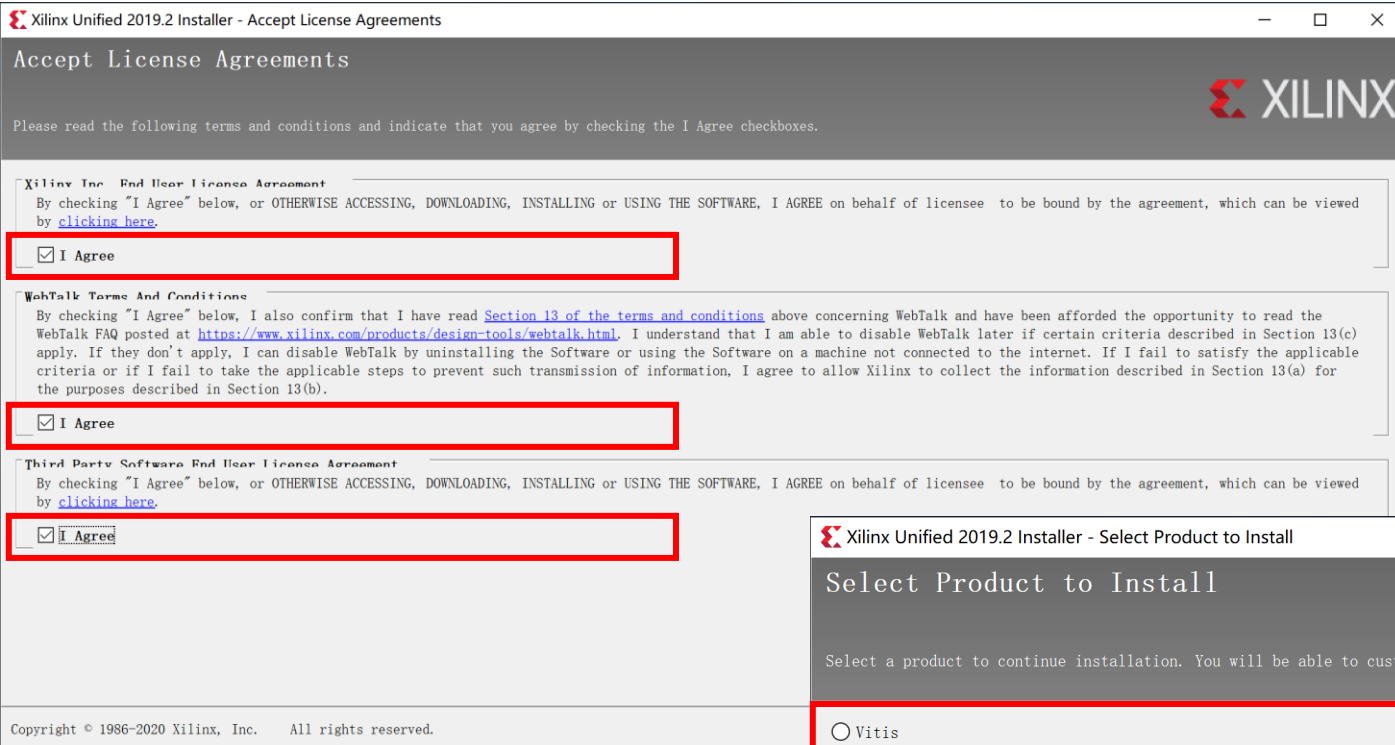 Xilinx Unified 2019.2 Installer - Accept License Agreements
Accept License Agreements
XILINX
Please read the following terms and conditions and indicate that you agree by checking the I Agree checkboxes.
Xilinx Inc. End User License Agreement
By checking "I Agree" below, or OTHERWISE ACCESSING, DOWNLOADING, INSTALLING or USING THE SOFTWARE, I AGREE on behalf of licensee to be bound by the agreement, which can be viewed
by clicking here.
I Agree
WebTalk Terms And Conditions
By checking "I Agree" below, I also confirm that I have read Section 13 of the terms and conditions above concerning WebTalk and have been afforded the opportunity to read the
WebTalk FAQ posted at https://www.xilinx.com/products/design-tools/webtalk.html. I understand that I am able to disable WebTalk later if certain criteria described in Section 13(c)
apply. If they don't apply, I can disable WebTalk by uninstalling the Software or using the Software on a machine not connected to the internet. If I fail to satisfy the applicable
criteria or if I fail to take the applicable steps to prevent such transmission of information, I agree to allow Xilinx to collect the information described in Section 13(a) for
the purposes described in Section 13(b).
I Agree
Third Party Software End User License Agreement
By checking "I Agree" below, or OTHERWISE ACCESSING, DOWNLOADING, INSTALLING or USING THE SOFTWARE, I AGREE on behalf of licensee to be bound by the agreement, which can be viewed
by clicking here.
I Agree
Xilinx Unified 2019.2 Installer - Select Product to Install
Select Product to Install
Select a product to continue installation. You will be able to cus
Copyright © 1986-2020 Xilinx, Inc. All rights reserved.
Vitis